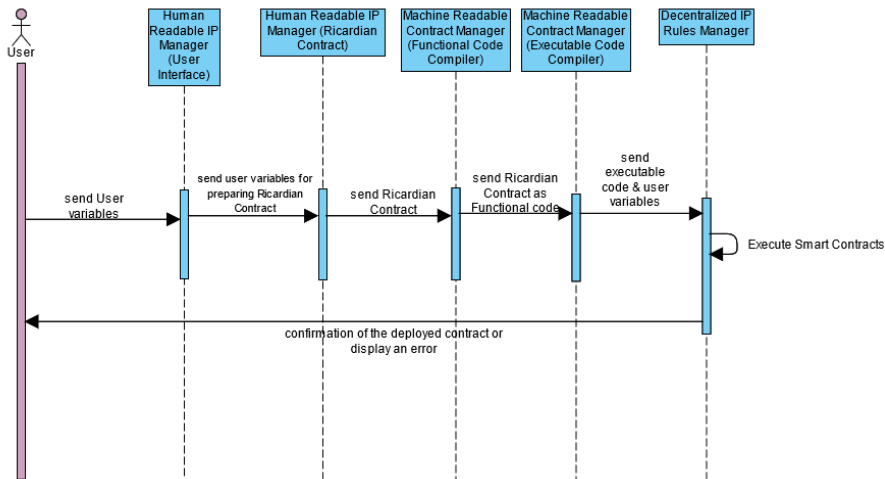 Human
Readable IP
Manager
(User
Interface)
Human Readable IP
Manager (Ricardian
Contract)
Machine Readable
Contract Manager
(Functional Code
Compiler)
Machine Readable
Contract Manager
(Executable Code
Compiler)
Decentralized IP
Rules Manager
User
send User
variables
send user variables for
preparing Ricardian
Contract
send Ricardian
Contract
send Ricardian
Contract as
Functional code
send
executable
code & user
variables
Execute Smart Contracts
confirmation of the deployed contract or
display an error